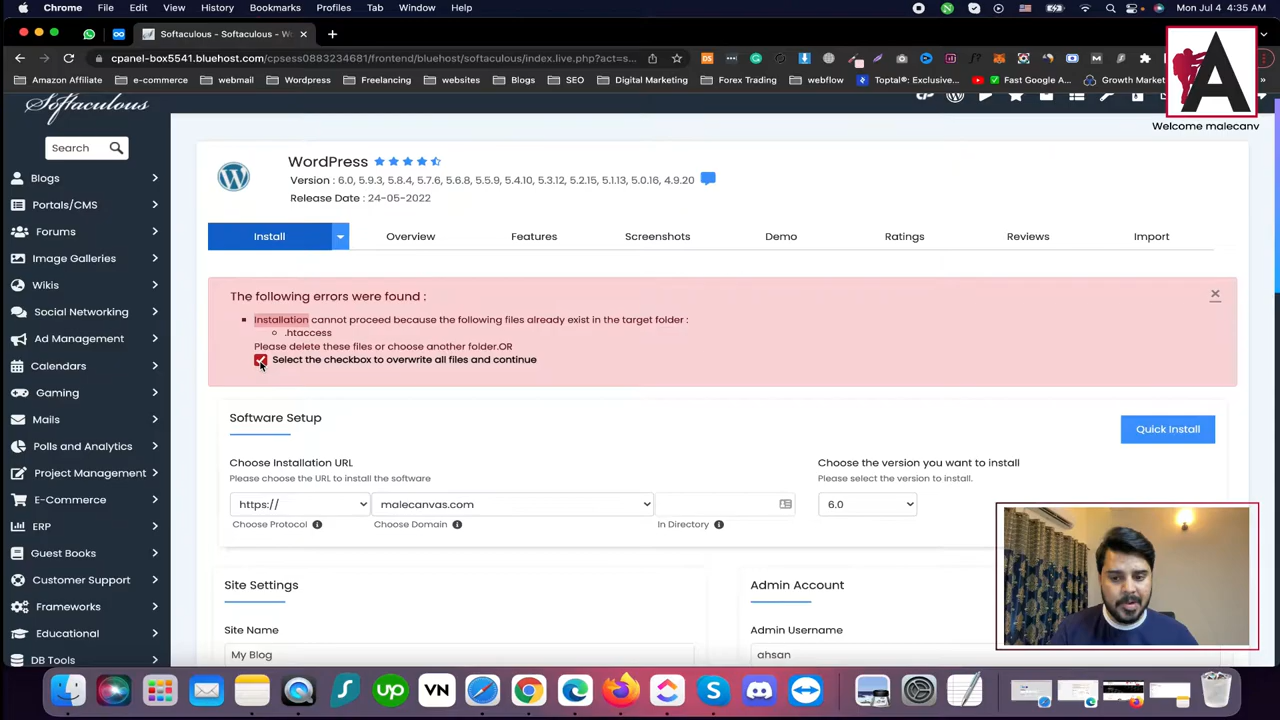 Chrome File Edit View History Bookmarks Profiles Tab Window Help Mon Jul 4 4:35 AM
Softaculous - Softaculous - Wo
cpanel-box5541.bluehost.com/cpsess0883234681/frontend/bluehost/softaculous/index.live.php?act=s...
Amazon Affiliate e-commerce webmail Wordpress Freelancing websites Blogs SEO Digital Marketing Forex Trading webflow Toptal®: Exclusive... Fast Google A... Growth Market
A
Softaculous
Welcome malecanv
Search
Blogs
Portals/CMS
Forums
Image Galleries
Wikis
Social Networking
Ad Management
Calendars
Gaming
Mails
Polls and Analytics
Project Management
E-Commerce
ERP
Guest Books
Customer Support
Frameworks
Educational
DB Tools
WordPress
Version : 6.0, 5.9.3, 5.8.4, 5.7.6, 5.6.8, 5.5.9, 5.4.10, 5.3.12, 5.2.15, 5.1.13, 5.0.16, 4.9.20
Release Date : 24-05-2022
Install Overview Features Screenshots Demo Ratings Reviews Import
The following errors were found :
Installation cannot proceed because the following files already exist in the target folder :
.htaccess
Please delete these files or choose another folder.OR
Select the checkbox to overwrite all files and continue
Software Setup
Quick Install
Choose Installation URL
Please choose the URL to install the software
https://
Choose Protocol
malecanvas.com
Choose Domain
In Directory
Choose the version you want to install
Please select the version to install.
6.0
Site Settings
Site Name
My Blog
Admin Account
Admin Username
ahsan
up
VN